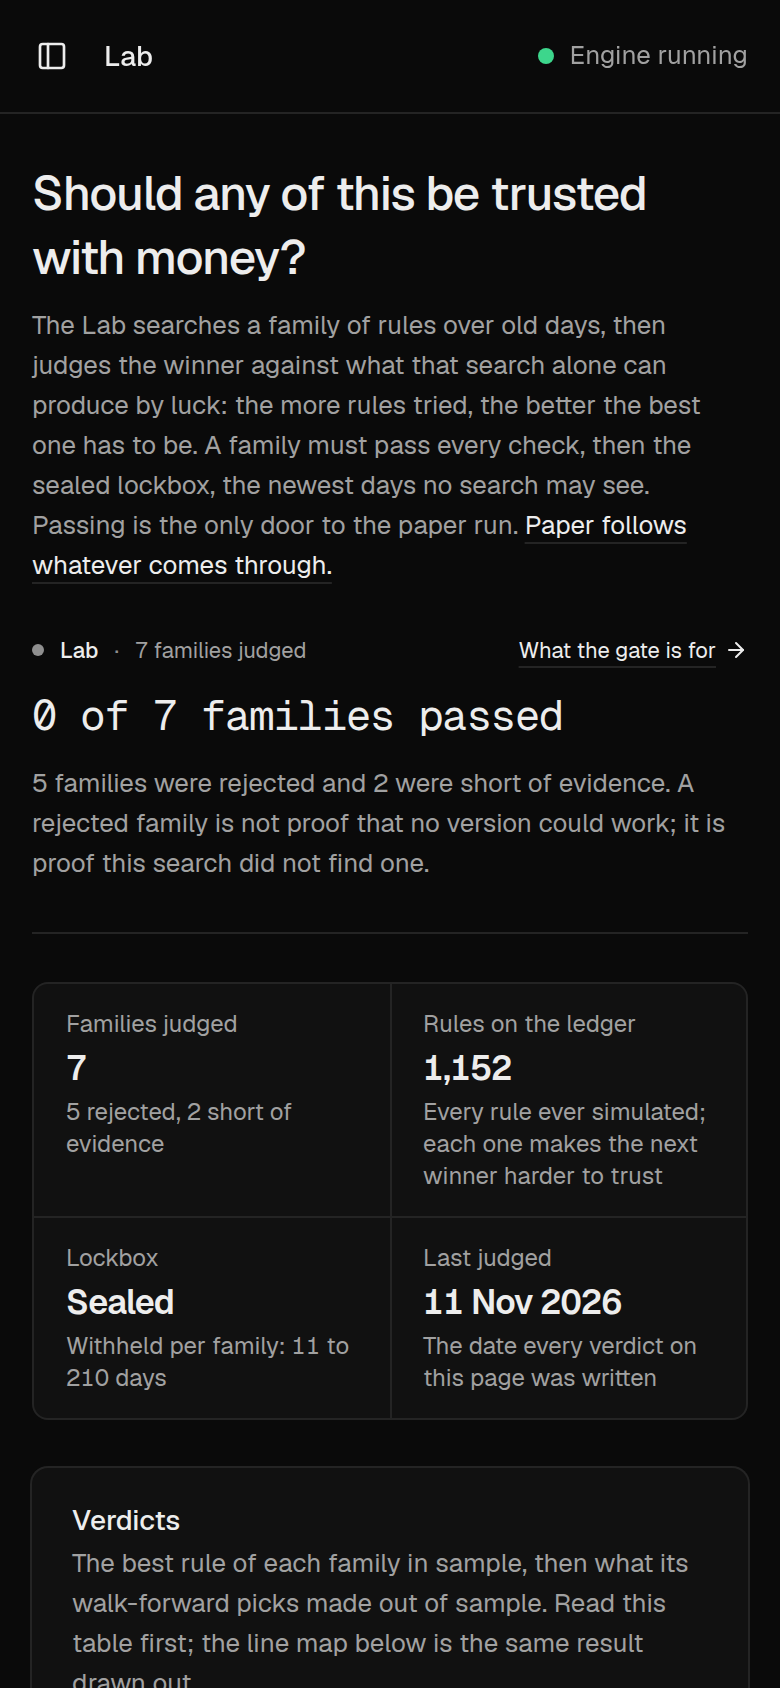 Lab
Engine running
Should any of this be trusted
with money?
The Lab searches a family of rules over old days, then
judges the winner against what that search alone can
produce by luck: the more rules tried, the better the best
one has to be. A family must pass every check, then the
sealed lockbox, the newest days no search may see.
Passing is the only door to the paper run. Paper follows
whatever comes through.
Lab · 7 families judged
What the gate is for →
0 of 7 families passed
5 families were rejected and 2 were short of evidence. A
rejected family is not proof that no version could work; it is
proof this search did not find one.
Families judged
7
5 rejected, 2 short of
evidence
Rules on the ledger
1,152
Every rule ever simulated;
each one makes the next
winner harder to trust
Lockbox
Sealed
Withheld per family: 11 to
210 days
Last judged
11 Nov 2026
The date every verdict on
this page was written
Verdicts
The best rule of each family in sample, then what its
walk-forward picks made out of sample. Read this
table first; the line map below is the same result
drawn out.